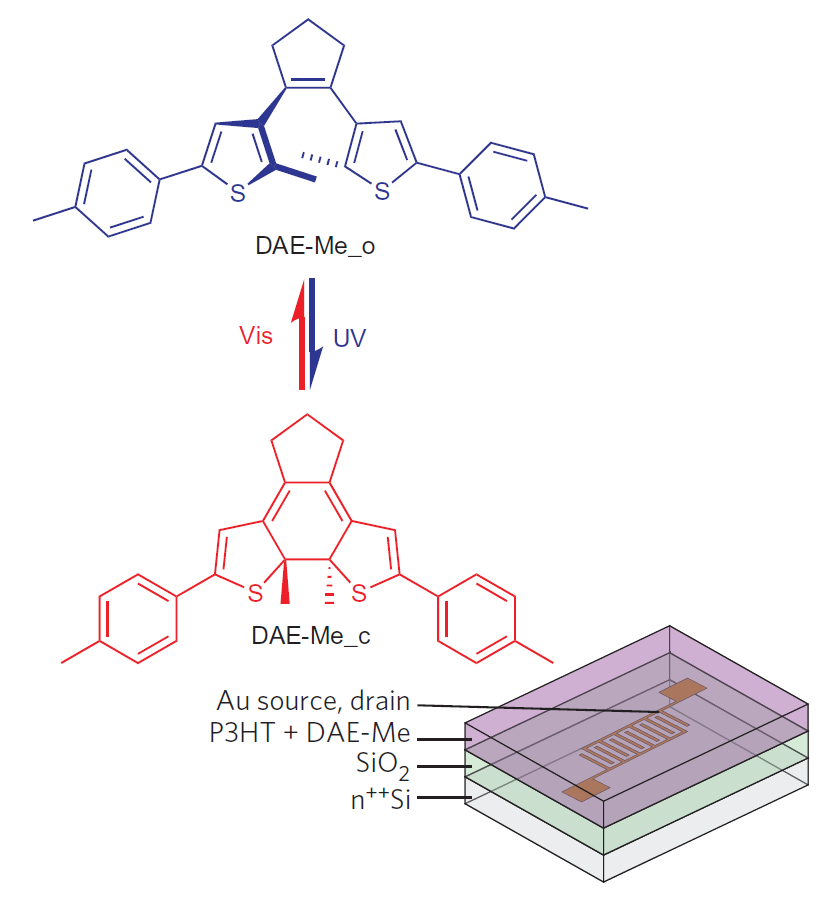 S
S
DAE-Me_o
Vis
UV
S
S
DAE-Me_c
Au source, drain
P3HT + DAE-Me
SiO₂
n⁺⁺Si